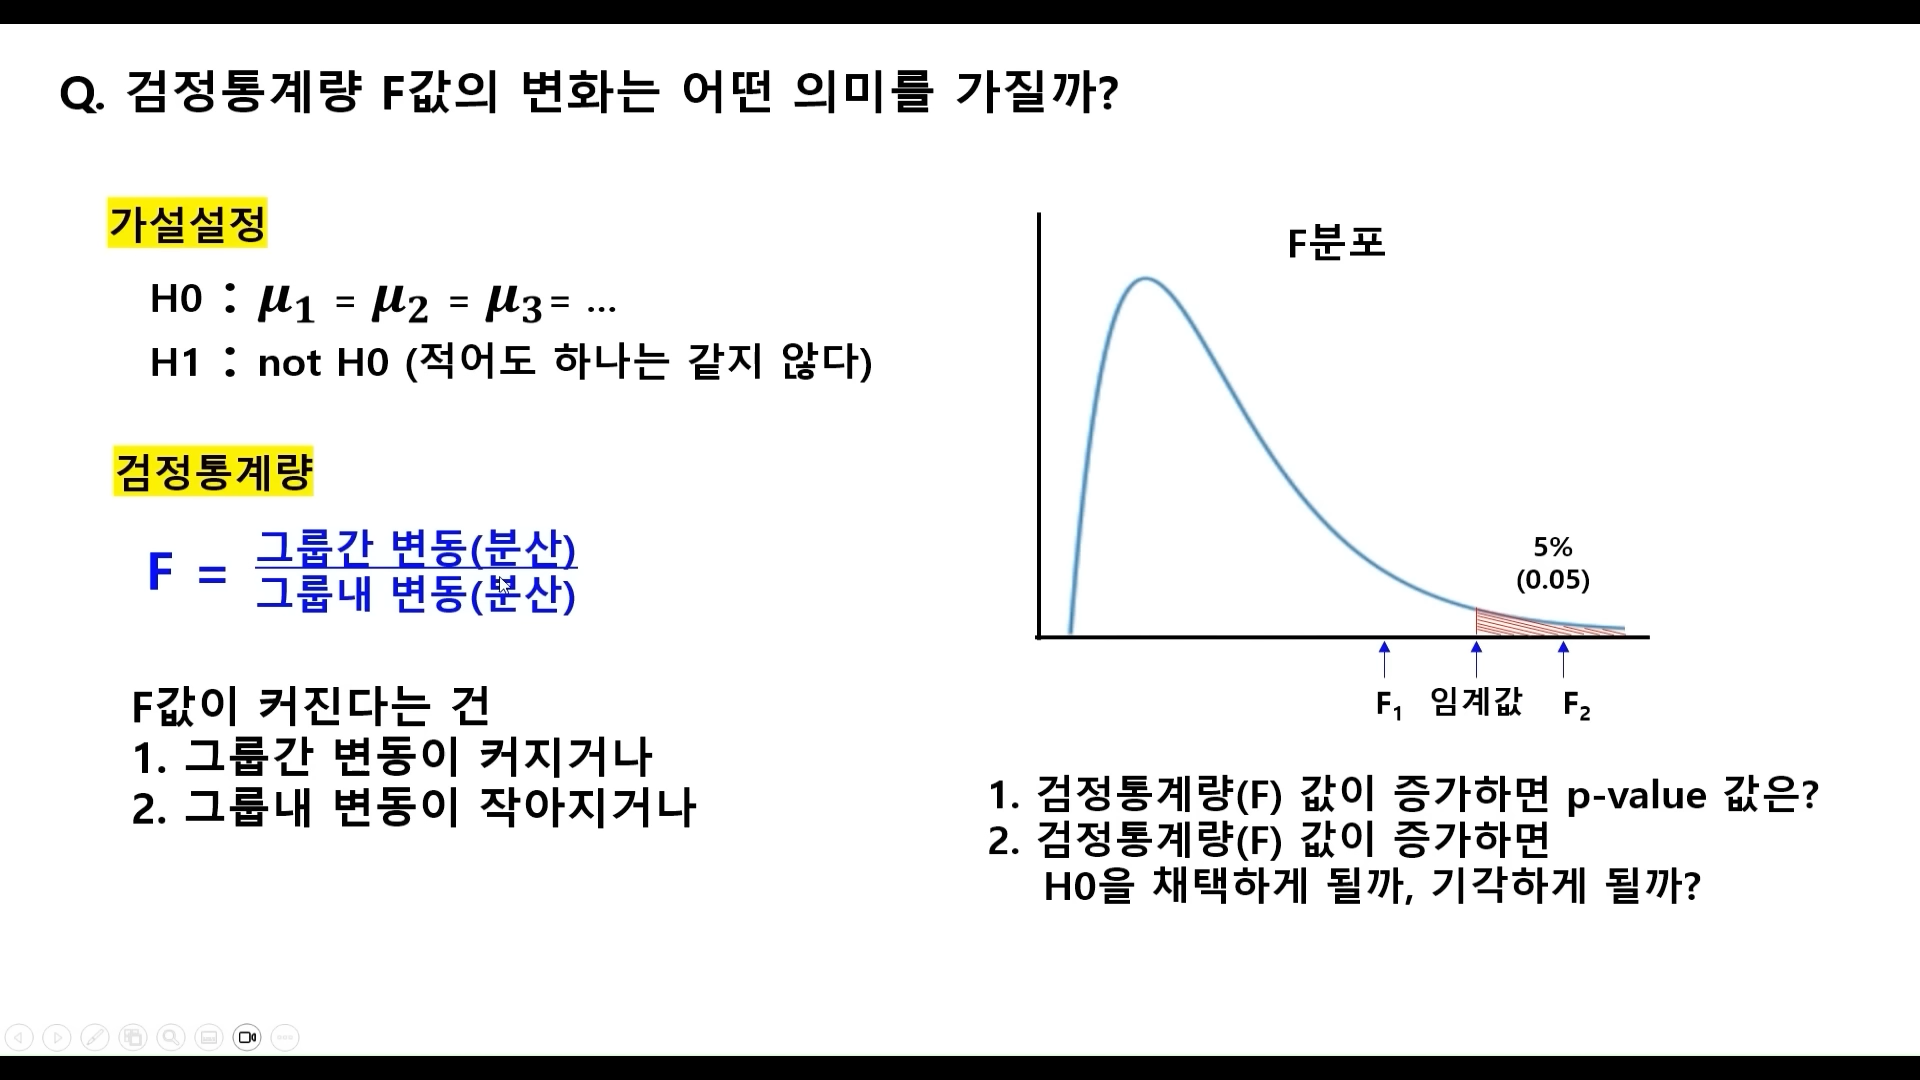 Q. 검정통계량 F값의 변화는 어떤 의미를 가질까?
가설설정
H0 : μ₁ = μ₂ = μ₃ = ...
H1 : not H0 (적어도 하나는 같지 않다)
검정통계량
F = 그룹간 변동(분산)
그룹내 변동(분산)
F값이 커진다는 건
1. 그룹간 변동이 커지거나
2. 그룹내 변동이 작아지거나
F분포
5%
(0.05)
F₁ 임계값 F₂
1. 검정통계량(F) 값이 증가하면 p-value 값은?
2. 검정통계량(F) 값이 증가하면
H0을 채택하게 될까, 기각하게 될까?